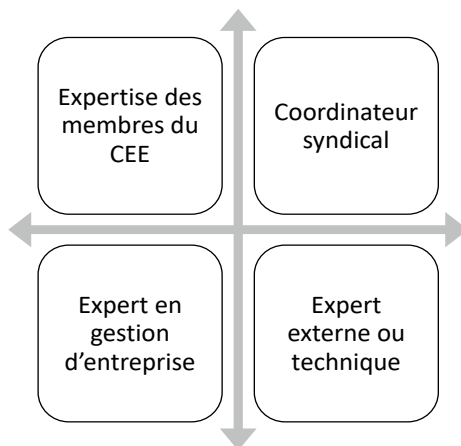 Expertise des
membres du
CEE
Coordinateur
syndical
Expert en
gestion
d’entreprise
Expert
externe ou
technique